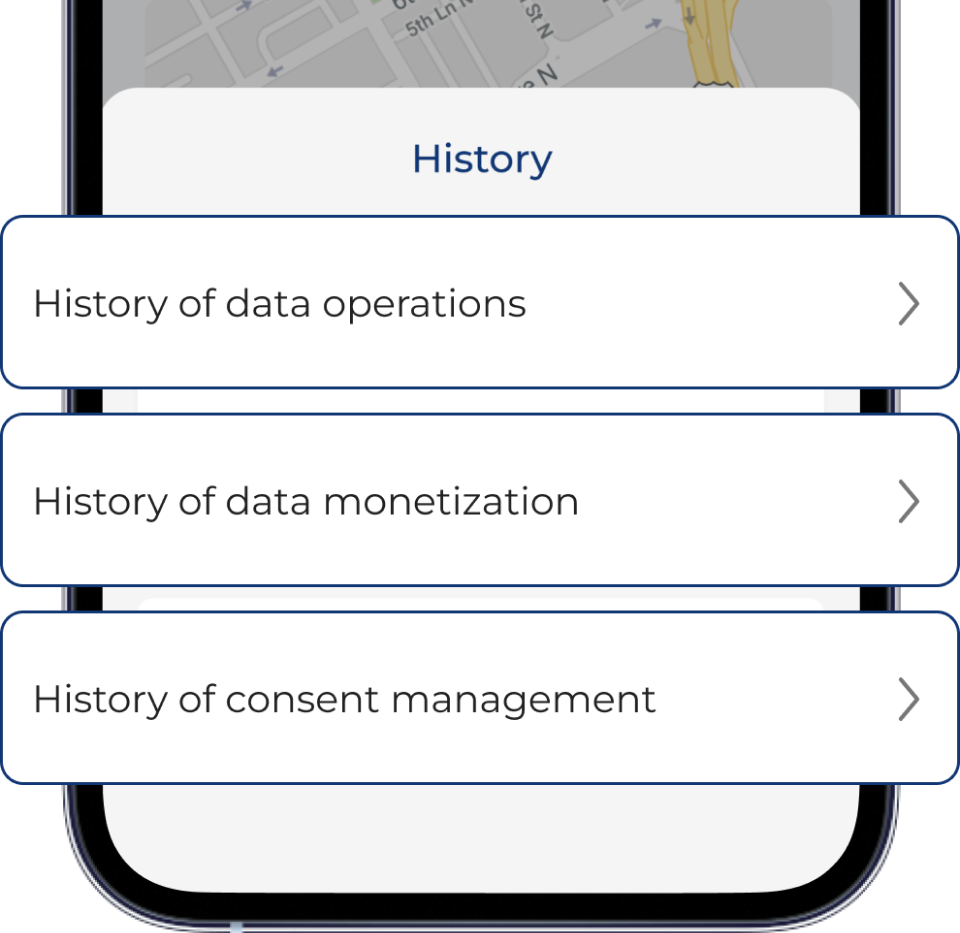 5th Ln N
St N
History
History of data operations
History of data monetization
History of consent management